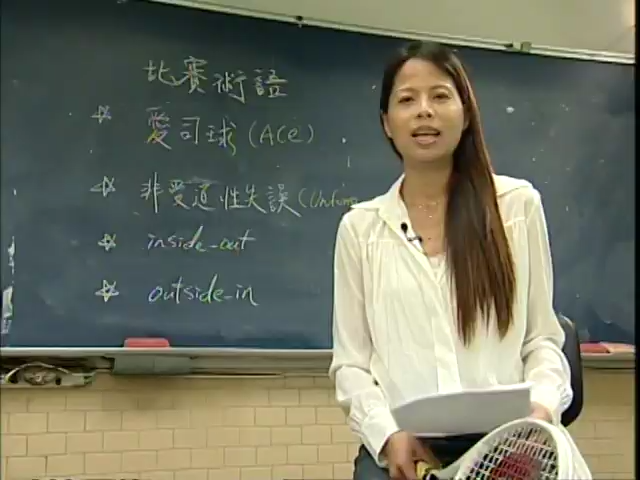 比賽術語
☆ 愛司球 (Ace)
☆ 非受迫性失誤
☆ inside-out
☆ outside-in